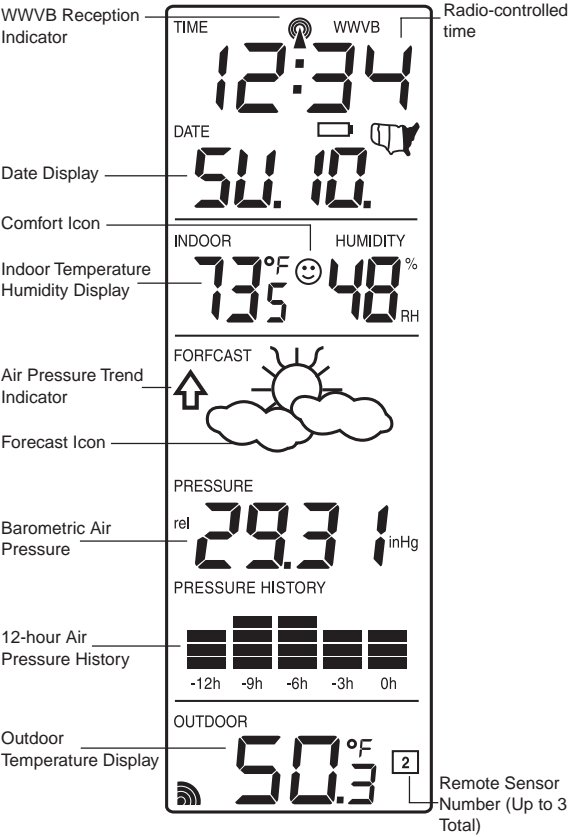 WWVB Reception
Indicator
Radio-controlled
time
TIME
WWVB
12:34
DATE
Date Display
SU. 10.
Comfort Icon
INDOOR
HUMIDITY
Indoor Temperature
Humidity Display
73.5 °F
48 %
RH
FORFCAST
Air Pressure Trend
Indicator
Forecast Icon
PRESSURE
rel
29.31
inHg
Barometric Air
Pressure
PRESSURE HISTORY
12-hour Air
Pressure History
-12h -9h -6h -3h 0h
OUTDOOR
Outdoor
Temperature Display
50.3 °F
2
Remote Sensor
Number (Up to 3
Total)